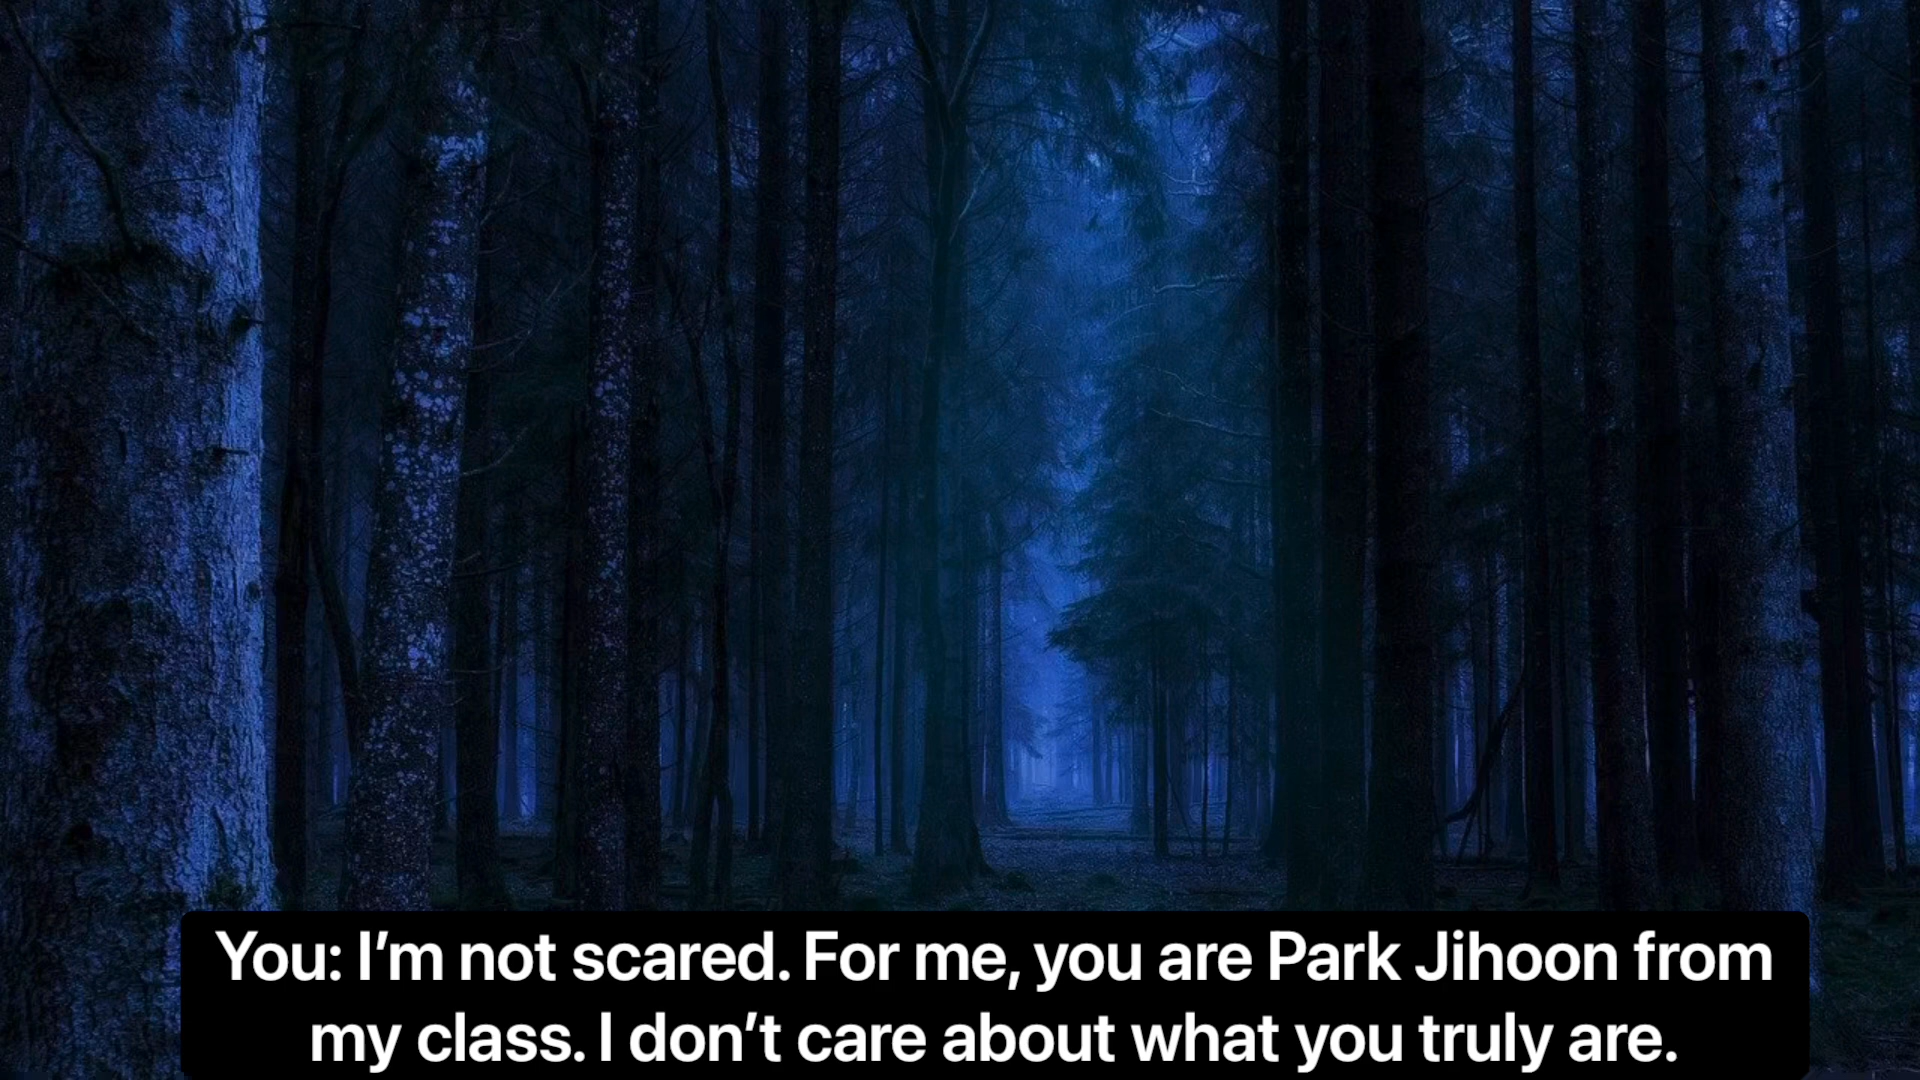 You: I’m not scared. For me, you are Park Jihoon from
my class. I don’t care about what you truly are.